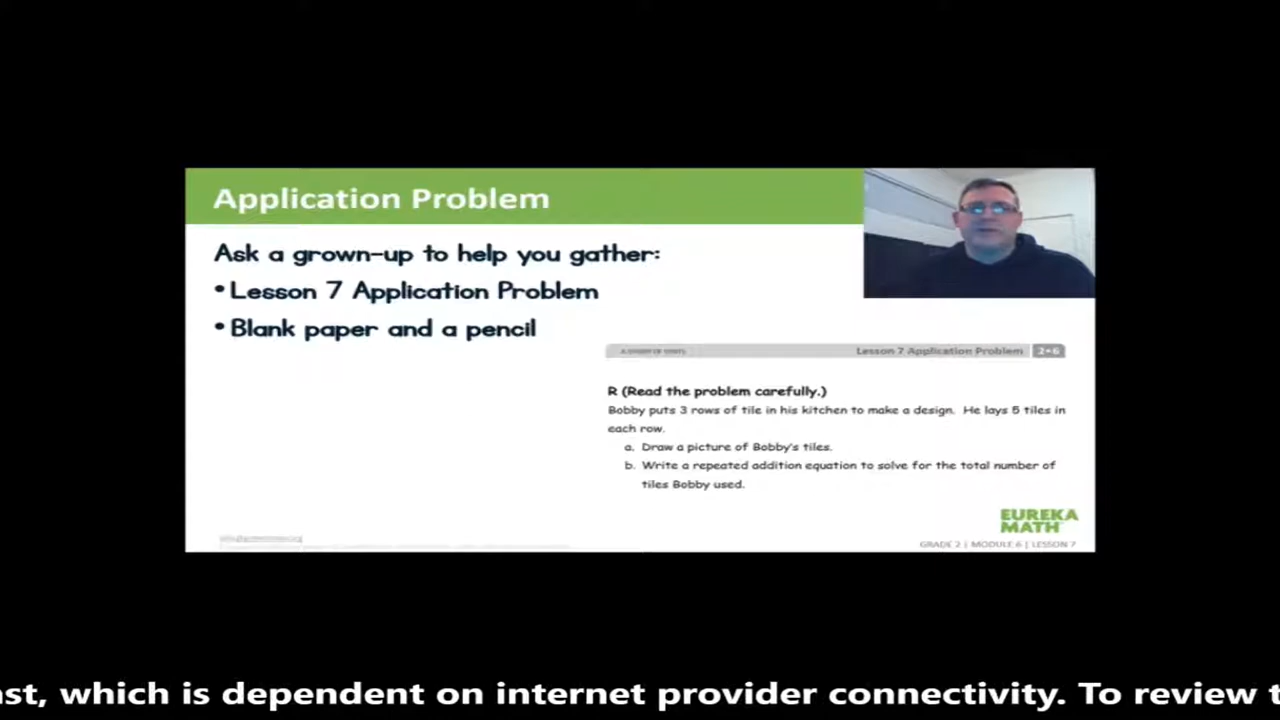 Application Problem
Ask a grown-up to help you gather:
• Lesson 7 Application Problem
• Blank paper and a pencil
A STORY OF UNITS
Lesson 7 Application Problem 2•6
R (Read the problem carefully.)
Bobby puts 3 rows of tile in his kitchen to make a design. He lays 5 tiles in
each row.
a. Draw a picture of Bobby's tiles.
b. Write a repeated addition equation to solve for the total number of
tiles Bobby used.
EUREKA
MATH
GRADE 2 | MODULE 6 | LESSON 7
ast, which is dependent on internet provider connectivity. To review t